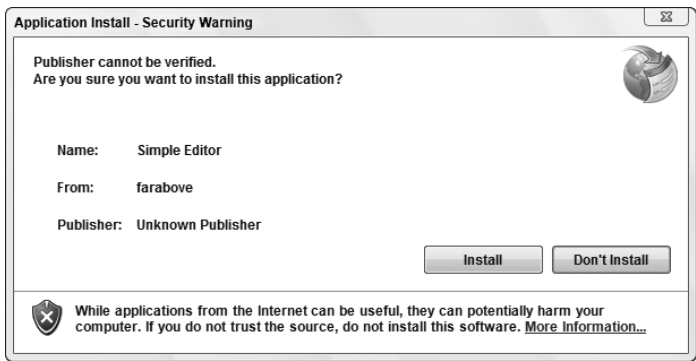 Application Install - Security Warning
Publisher cannot be verified.
Are you sure you want to install this application?
Name: Simple Editor
From: farabove
Publisher: Unknown Publisher
Install Don't Install
While applications from the Internet can be useful, they can potentially harm your
computer. If you do not trust the source, do not install this software. More Information...